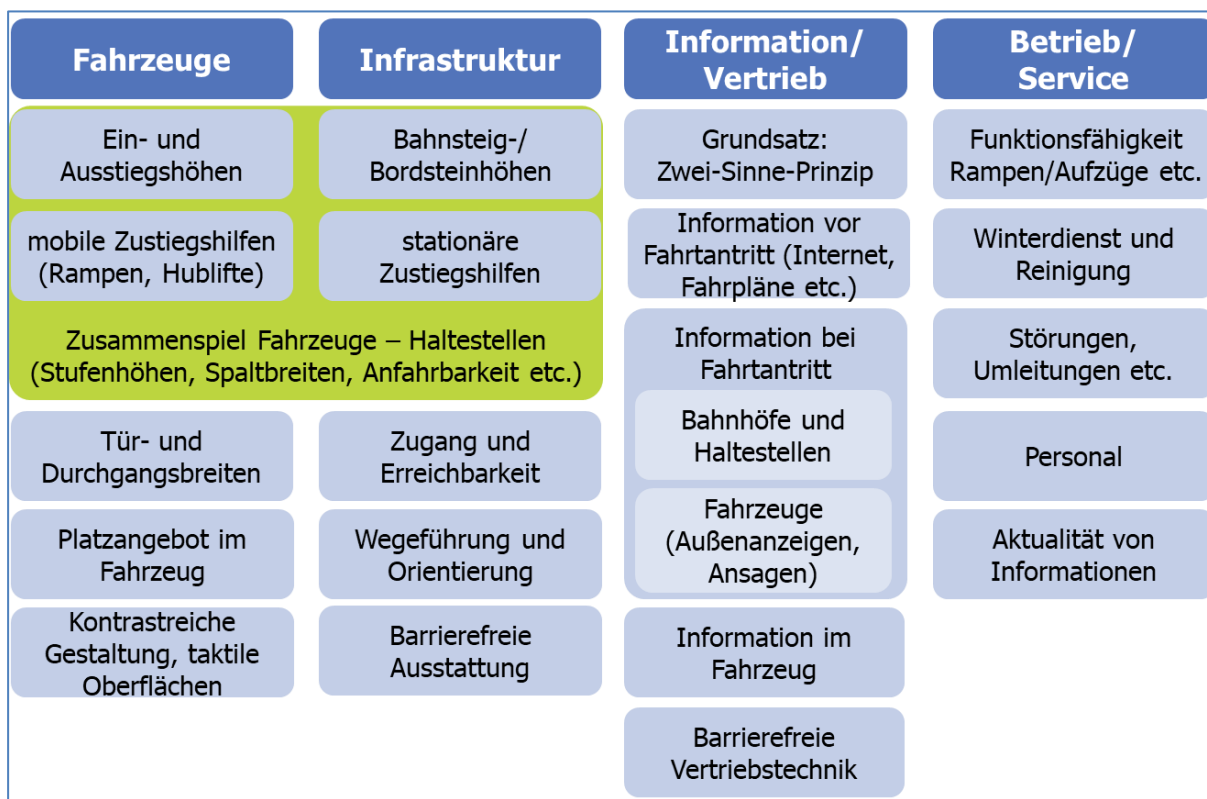 Fahrzeuge
Ein- und
Ausstiegshöhen
mobile Zustiegshilfen
(Rampen, Hublifte)
Infrastruktur
Bahnsteig-/
Bordsteinhöhen
stationäre
Zustiegshilfen
Zusammenspiel Fahrzeuge – Haltestellen
(Stufenhöhen, Spaltbreiten, Anfahrbarkeit etc.)
Tür- und
Durchgangsbreiten
Platzangebot im
Fahrzeug
Kontrastreiche
Gestaltung, taktile
Oberflächen
Zugang und
Erreichbarkeit
Wegeführung und
Orientierung
Barrierefreie
Ausstattung
Information/
Vertrieb
Grundsatz:
Zwei-Sinne-Prinzip
Information vor
Fahrtantritt (Internet,
Fahrpläne etc.)
Information bei
Fahrtantritt
Bahnhöfe und
Haltestellen
Fahrzeuge
(Außenanzeigen,
Ansagen)
Information im
Fahrzeug
Barrierefreie
Vertriebstechnik
Betrieb/
Service
Funktionsfähigkeit
Rampen/Aufzüge etc.
Winterdienst und
Reinigung
Störungen,
Umleitungen etc.
Personal
Aktualität von
Informationen